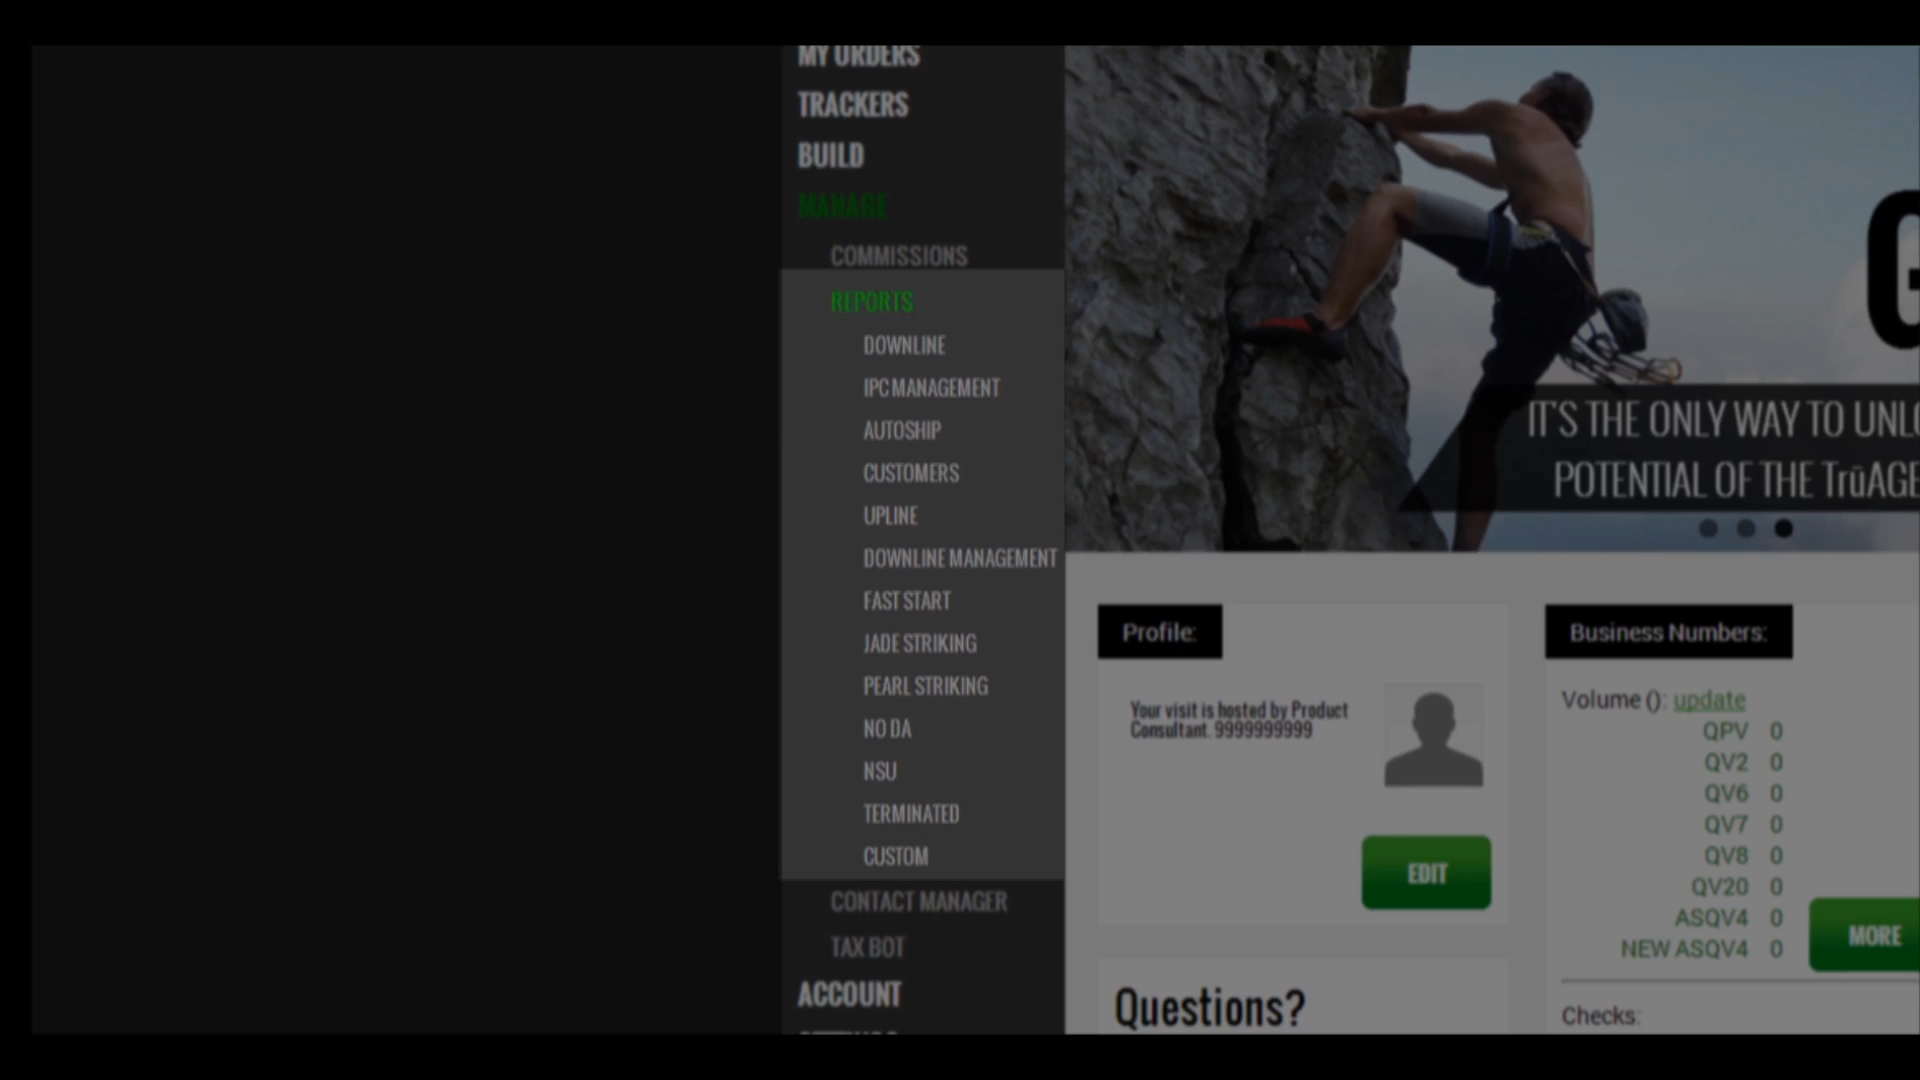 MY ORDERS
TRACKERS
BUILD
MANAGE
COMMISSIONS
REPORTS
DOWNLINE
IPC MANAGEMENT
AUTOSHIP
CUSTOMERS
UPLINE
DOWNLINE MANAGEMENT
FAST START
JADE STRIKING
PEARL STRIKING
NO DA
NSU
TERMINATED
CUSTOM
CONTACT MANAGER
TAX BOT
ACCOUNT
IT'S THE ONLY WAY TO
POTENTIAL OF THE TrūAGE
Profile:
Your visit is hosted by Product
Consultant. 9999999999
EDIT
Questions?
Business Numbers:
Volume (): update
QPV 0
QV2 0
QV6 0
QV7 0
QV8 0
QV20 0
ASQV4 0
NEW ASQV4 0
MORE
Checks: